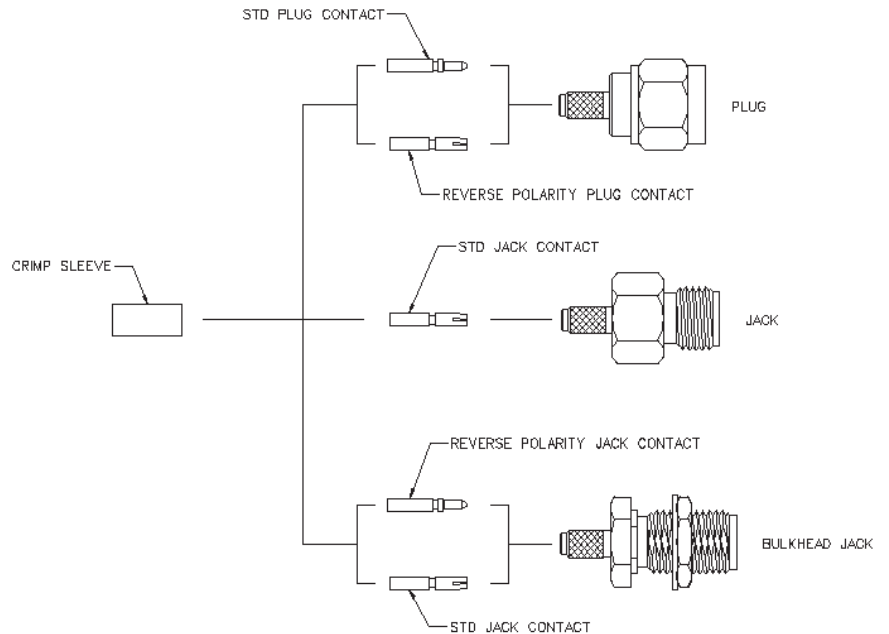 STD PLUG CONTACT
PLUG
REVERSE POLARITY PLUG CONTACT
STD JACK CONTACT
CRIMP SLEEVE
JACK
REVERSE POLARITY JACK CONTACT
BULKHEAD JACK
STD JACK CONTACT